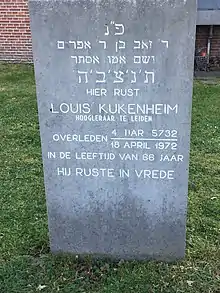 פ״נ
ר׳ זאב בן ר׳ אפרים
ושם אמו אסתר
ת׳נ׳צ׳ב׳ה
HIER RUST
LOUIS KUKENHEIM
HOOGLERAAR TE LEIDEN
OVERLEDEN 4 IJAR 5732
18 APRIL 1972
IN DE LEEFTIJD VAN 66 JAAR
HIJ RUSTE IN VREDE